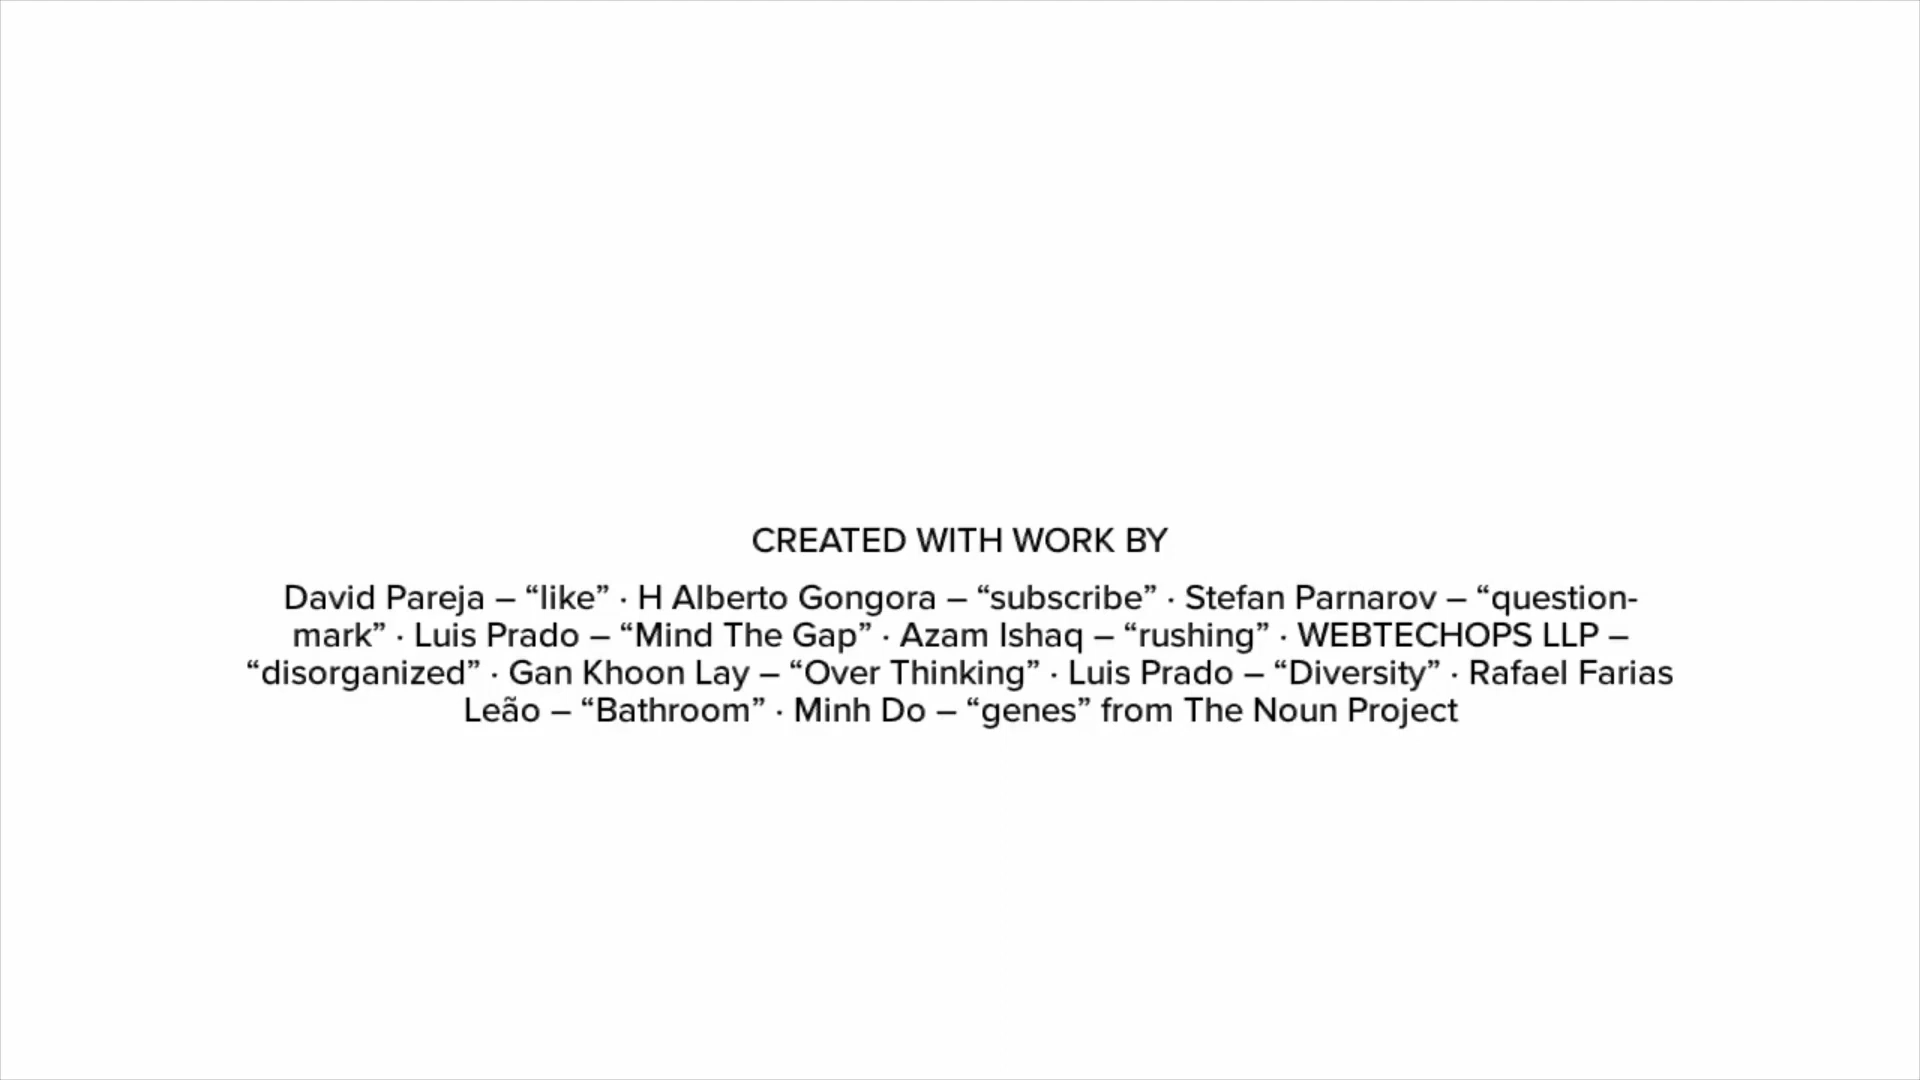 CREATED WITH WORK BY
David Pareja – “like” · H Alberto Gongora – “subscribe” · Stefan Parnarov – “question-
mark” · Luis Prado – “Mind The Gap” · Azam Ishaq – “rushing” · WEBTECHOPS LLP –
“disorganized” · Gan Khoon Lay – “Over Thinking” · Luis Prado – “Diversity” · Rafael Farias
Leão – “Bathroom” · Minh Do – “genes” from The Noun Project